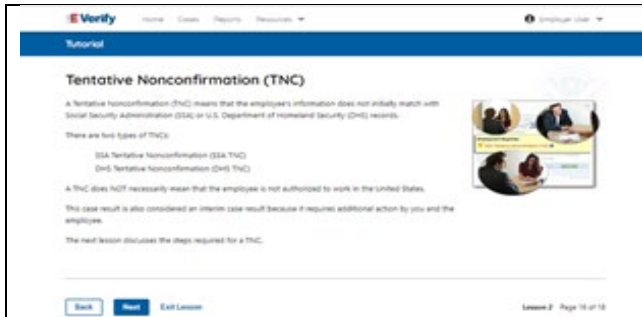 E-Verify Home Cases Reports Resources Employer User
Tutorial
Tentative Nonconfirmation (TNC)
A Tentative Nonconfirmation (TNC) means that the employee's information does not initially match with
Social Security Administration (SSA) or U.S. Department of Homeland Security (DHS) records.
There are two types of TNCs:
SSA Tentative Nonconfirmation (SSA TNC)
DHS Tentative Nonconfirmation (DHS TNC)
A TNC does NOT necessarily mean that the employee is not authorized to work in the United States.
This case result is also considered an interim case result because it requires additional action by you and the
employee.
The next lesson discusses the steps required for a TNC.
Back Next Exit Lesson Lesson 2 Page 16 of 18